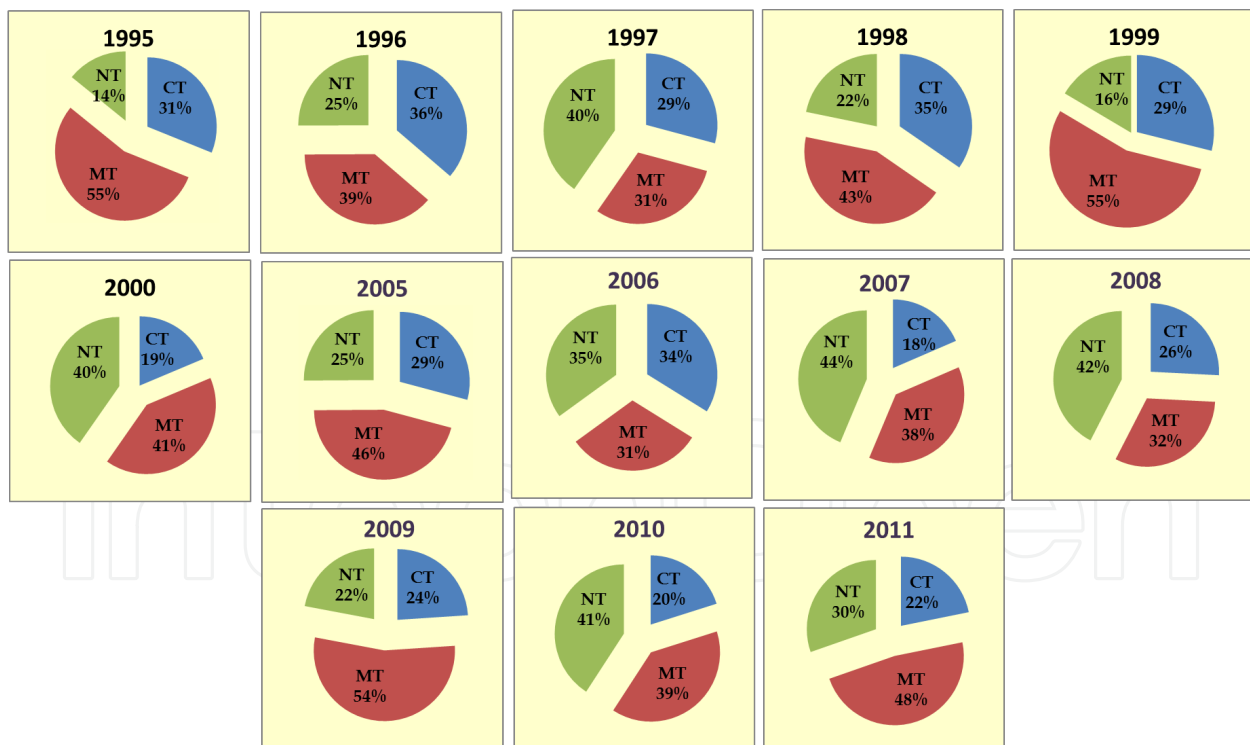 1995
NT
14%
CT
31%
MT
55%
1996
NT
25%
CT
36%
MT
39%
1997
NT
40%
CT
29%
MT
31%
1998
NT
22%
CT
35%
MT
43%
1999
NT
16%
CT
29%
MT
55%
2000
NT
40%
CT
19%
MT
41%
2005
NT
25%
CT
29%
MT
46%
2006
NT
35%
CT
34%
MT
31%
2007
NT
44%
CT
18%
MT
38%
2008
NT
42%
CT
26%
MT
32%
2009
NT
22%
CT
24%
MT
54%
2010
NT
41%
CT
20%
MT
39%
2011
NT
30%
CT
22%
MT
48%